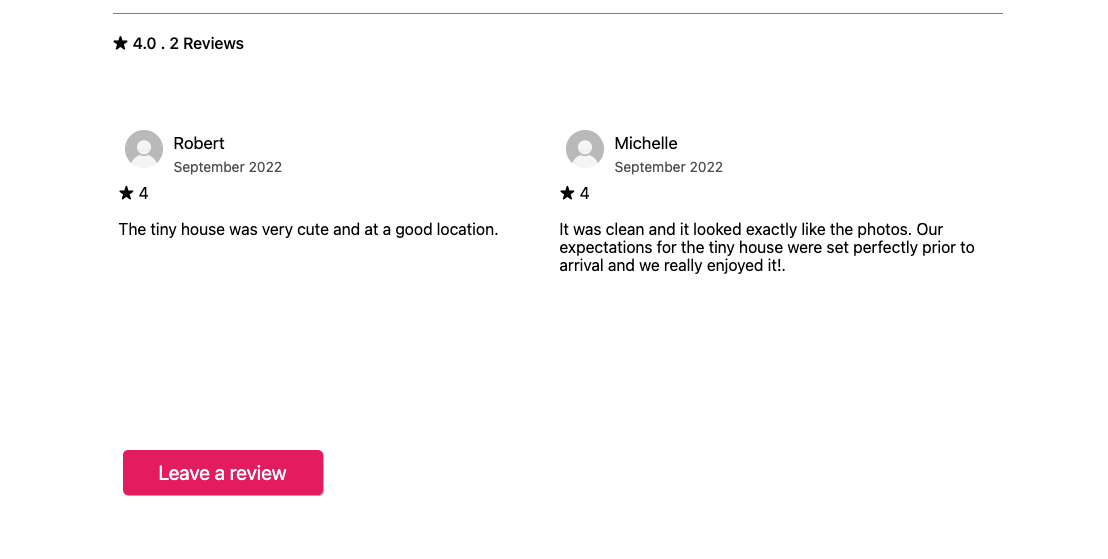 ★ 4.0 . 2 Reviews
Robert
September 2022
★ 4
The tiny house was very cute and at a good location.
Michelle
September 2022
★ 4
It was clean and it looked exactly like the photos. Our
expectations for the tiny house were set perfectly prior to
arrival and we really enjoyed it!.
Leave a review